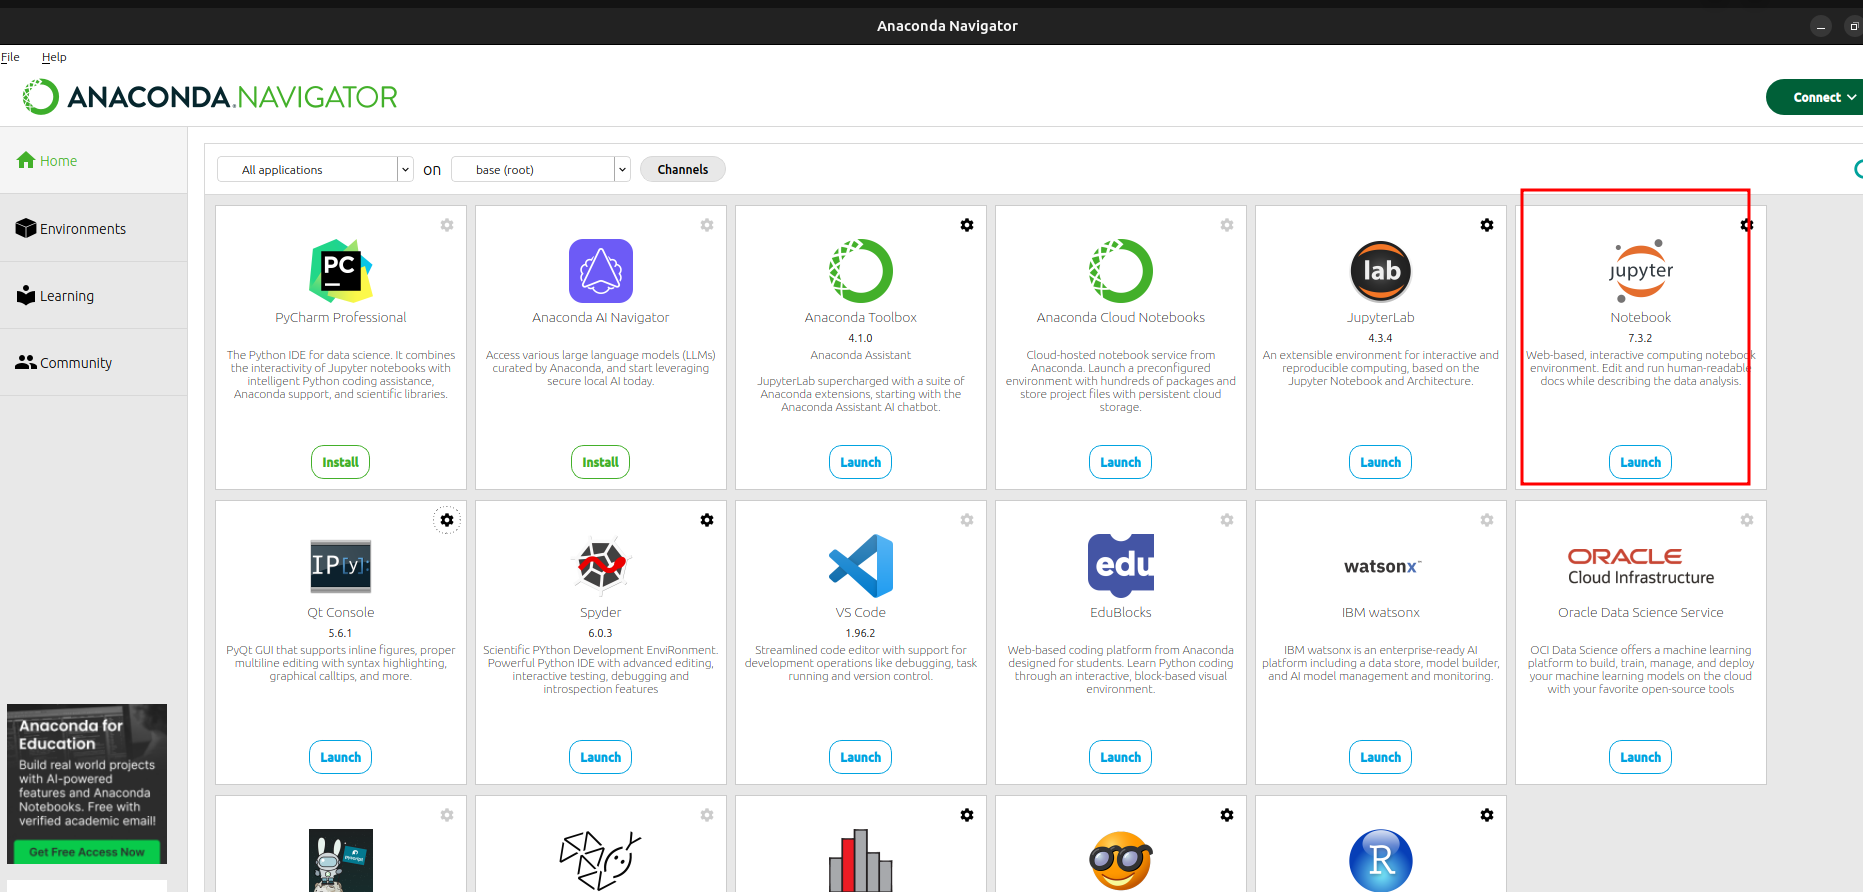 Anaconda Navigator
File Help
ANACONDA.NAVIGATOR
Connect
Home
Environments
Learning
Community
All applications on base (root) Channels
PC
PyCharm Professional
The Python IDE for data science. It combines
the interactivity of Jupyter notebooks with
intelligent Python coding assistance,
Anaconda support, and scientific libraries.
Install
Anaconda AI Navigator
Access various large language models (LLMs)
curated by Anaconda, and start leveraging
secure local AI today.
Install
Anaconda Toolbox
4.1.0
Anaconda Assistant
JupyterLab supercharged with a suite of
Anaconda extensions, starting with the
Anaconda Assistant AI chatbot.
Launch
Anaconda Cloud Notebooks
Cloud-hosted notebook service from
Anaconda. Launch a preconfigured
environment with hundreds of packages and
store project files with persistent cloud
storage.
Launch
lab
JupyterLab
4.3.4
An extensible environment for interactive and
reproducible computing, based on the
Jupyter Notebook and Architecture.
Launch
jupyter
Notebook
7.3.2
Web-based, interactive computing notebook
environment. Edit and run human-readable
docs while describing the data analysis.
Launch
IP[y]:
Qt Console
5.6.1
PyQt GUI that supports inline figures, proper
multiline editing with syntax highlighting,
graphical calltips, and more.
Launch
Spyder
6.0.3
Scientific PYthon Development EnviRonment.
Powerful Python IDE with advanced editing,
interactive testing, debugging and
introspection features
Launch
VS Code
1.96.2
Streamlined code editor with support for
development operations like debugging, task
running and version control.
Launch
edu
EduBlocks
Web-based coding platform from Anaconda
designed for students. Learn Python coding
through an interactive, block-based visual
environment.
Launch
watsonx™
IBM watsonx
IBM watsonx is an enterprise-ready AI
platform including a data store, model builder,
and AI model management and monitoring.
Launch
ORACLE
Cloud Infrastructure
Oracle Data Science Service
OCI Data Science offers a machine learning
platform to build, train, manage, and deploy
your machine learning models on the cloud
with your favorite open-source tools
Launch
Anaconda for
Education
Build real world projects
with AI-powered
features and Anaconda
Notebooks. Free with
verified academic email!
Get Free Access Now
R